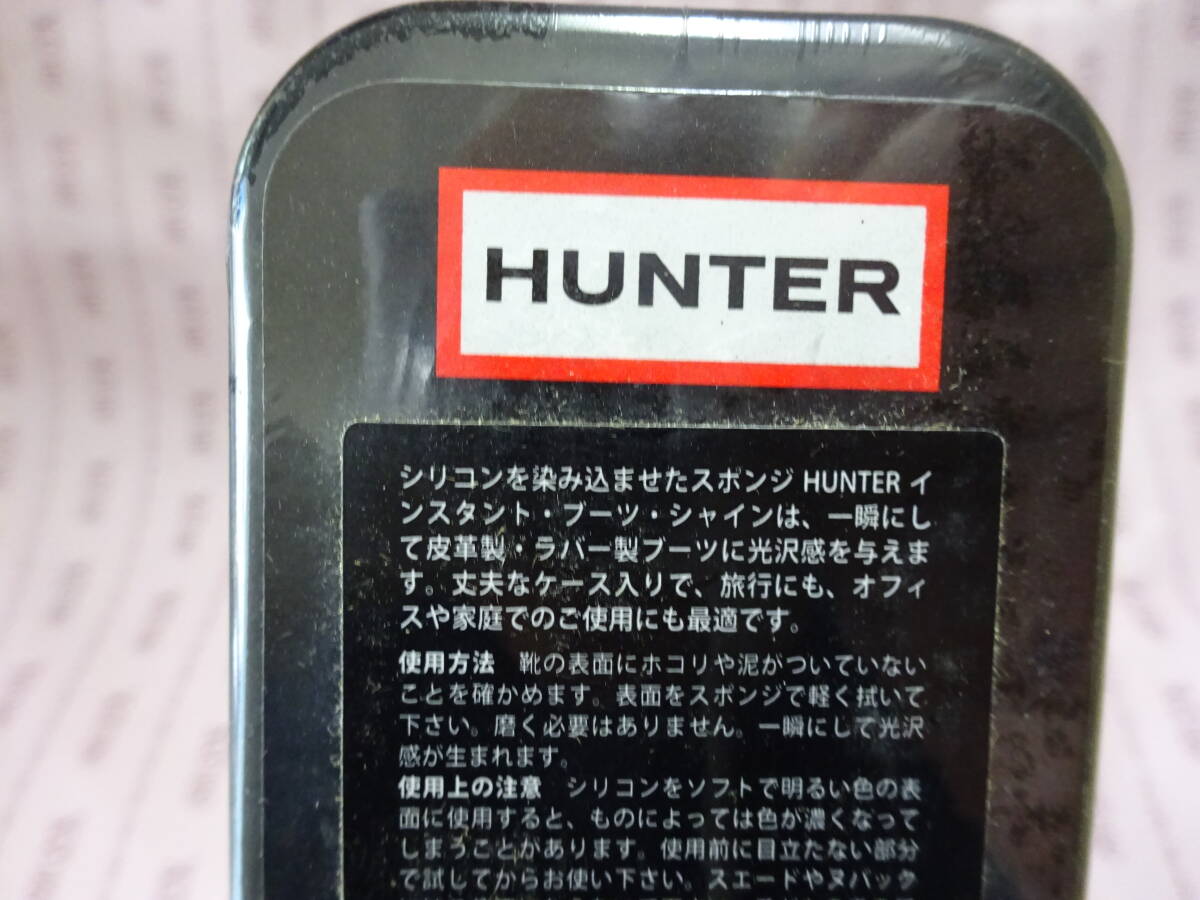 HUNTER
シリコンを染み込ませたスポンジ HUNTER イ
ンスタント・ブーツ・シャインは、一瞬にし
て皮革製・ラバー製ブーツに光沢感を与えま
す。丈夫なケース入りで、旅行にも、オフィ
スや家庭でのご使用にも最適です。
使用方法 靴の表面にホコリや泥がついていない
ことを確かめます。表面をスポンジで軽く拭いて
下さい。磨く必要はありません。一瞬にして光沢
感が生まれます。
使用上の注意 シリコンをソフトで明るい色の表
面に使用すると、ものによっては色が濃くなって
しまうことがあります。使用前に目立たない部分
で試してからお使い下さい。スエードやヌバック